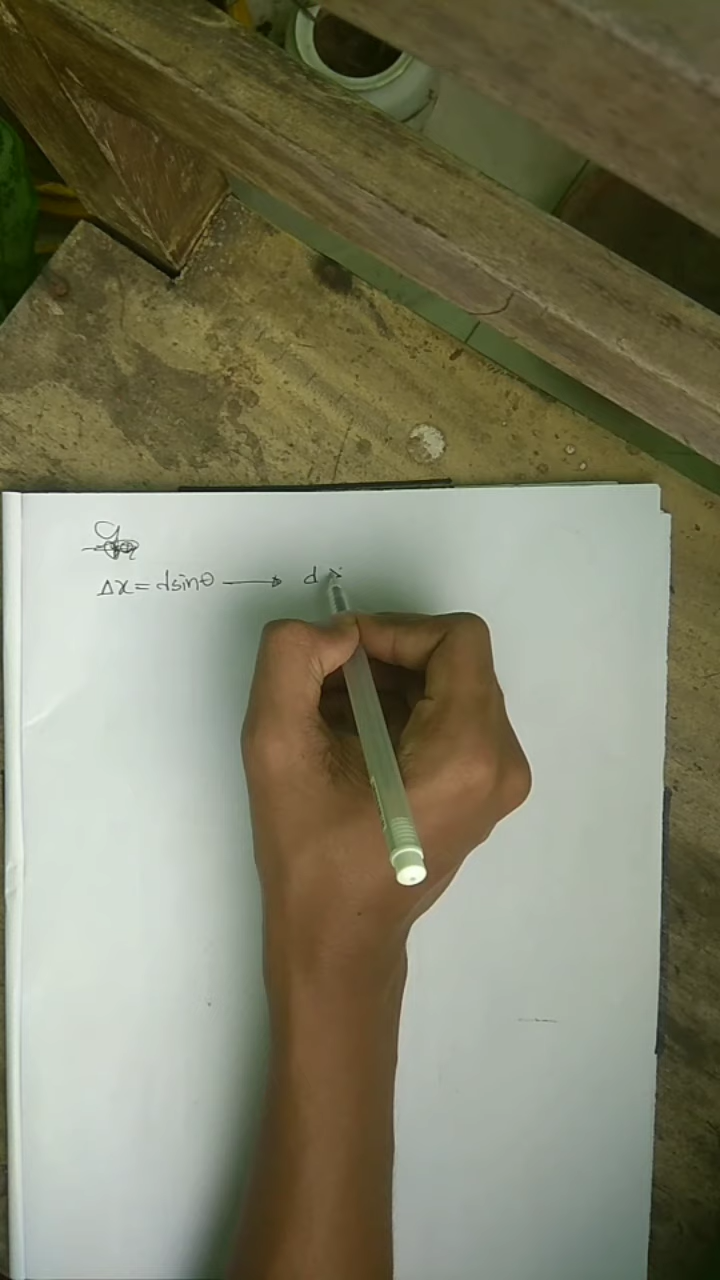 Δx = dsinθ → d